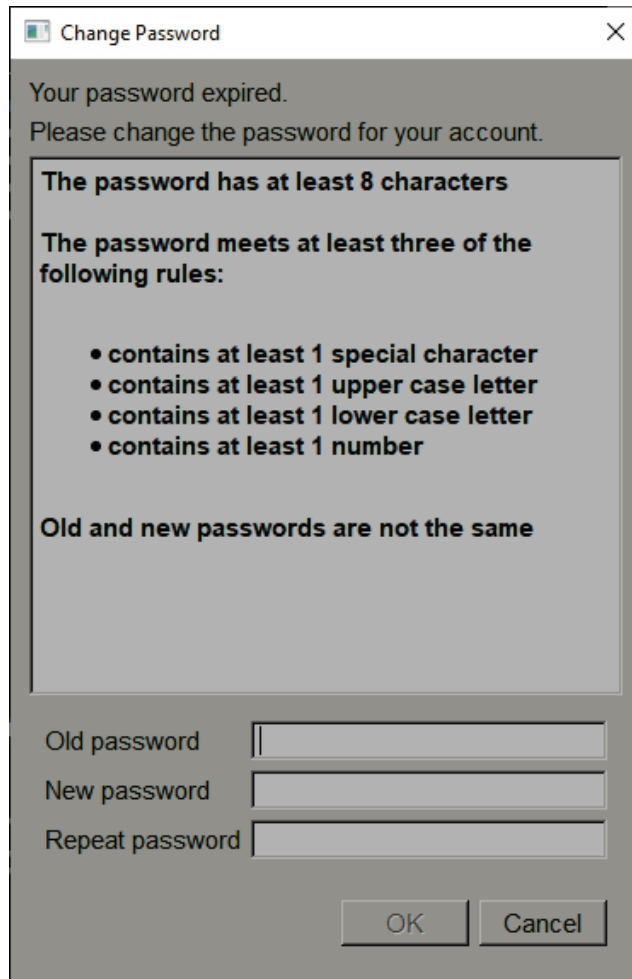 Change Password
Your password expired.
Please change the password for your account.
The password has at least 8 characters
The password meets at least three of the
following rules:
• contains at least 1 special character
• contains at least 1 upper case letter
• contains at least 1 lower case letter
• contains at least 1 number
Old and new passwords are not the same
Old password
New password
Repeat password
OK Cancel